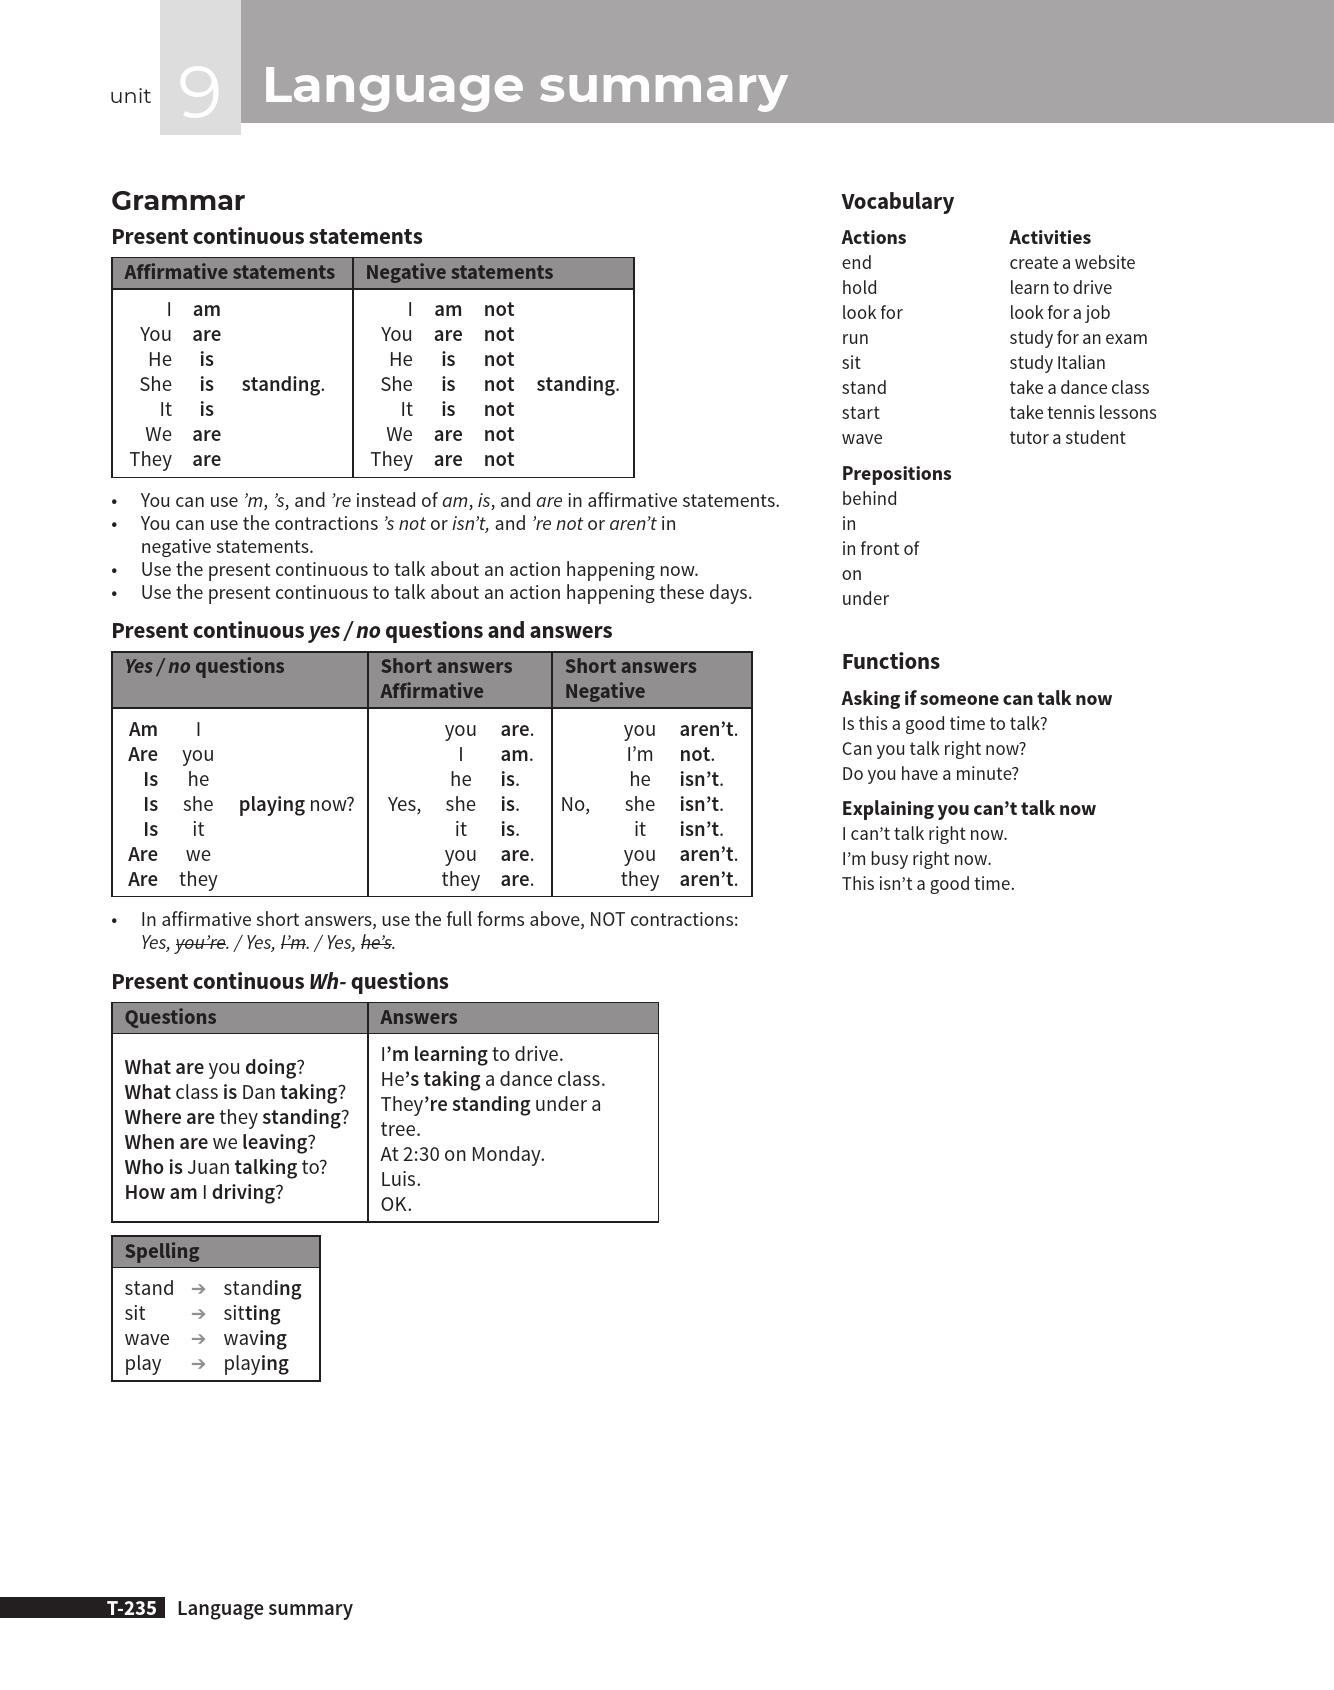 unit 9 Language summary
Grammar
Present continuous statements
Affirmative statements Negative statements
I am I am not
You are You are not
He is He is not
She is standing. She is not standing.
It is It is not
We are We are not
They are They are not
• You can use ’m, ’s, and ’re instead of am, is, and are in affirmative statements.
• You can use the contractions ’s not or isn’t, and ’re not or aren’t in
negative statements.
• Use the present continuous to talk about an action happening now.
• Use the present continuous to talk about an action happening these days.
Present continuous yes / no questions and answers
Yes / no questions Short answers Short answers
Affirmative Negative
Am I you are. you aren’t.
Are you I am. I’m not.
Is he he is. he isn’t.
Is she playing now? Yes, she is. No, she isn’t.
Is it it is. it isn’t.
Are we you are. you aren’t.
Are they they are. they aren’t.
• In affirmative short answers, use the full forms above, NOT contractions:
Yes, you’re. / Yes, I’m. / Yes, he’s.
Present continuous Wh- questions
Questions
What are you doing?
What class is Dan taking?
Where are they standing?
When are we leaving?
Who is Juan talking to?
How am I driving?
Answers
I’m learning to drive.
He’s taking a dance class.
They’re standing under a
tree.
At 2:30 on Monday.
Luis.
OK.
Spelling
stand ➔ standing
sit ➔ sitting
wave ➔ waving
play ➔ playing
Vocabulary
Actions
end
hold
look for
run
sit
stand
start
wave
Activities
create a website
learn to drive
look for a job
study for an exam
study Italian
take a dance class
take tennis lessons
tutor a student
Prepositions
behind
in
in front of
on
under
Functions
Asking if someone can talk now
Is this a good time to talk?
Can you talk right now?
Do you have a minute?
Explaining you can’t talk now
I can’t talk right now.
I’m busy right now.
This isn’t a good time.
T-235 Language summary